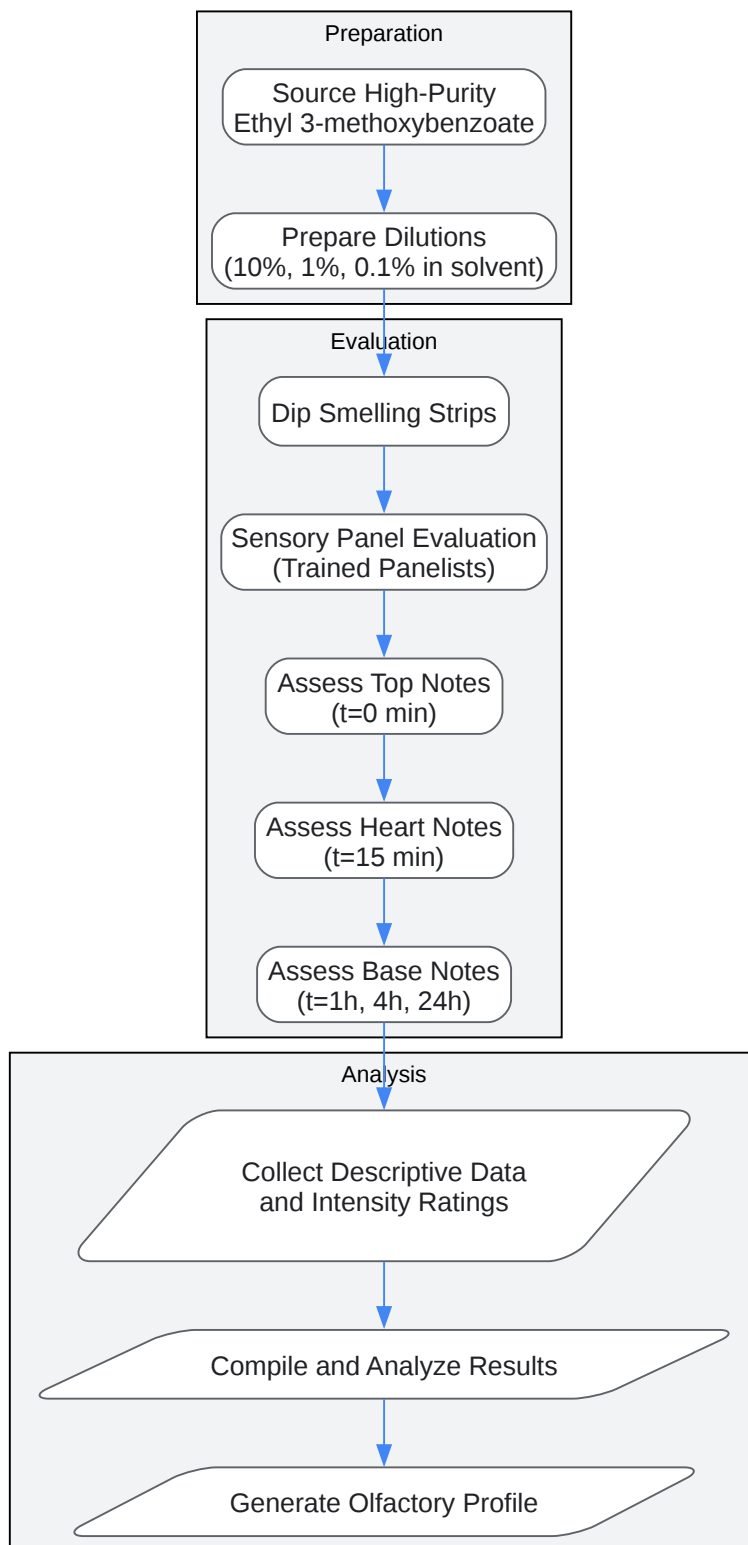 Preparation
Source High-Purity
Ethyl 3-methoxybenzoate
Prepare Dilutions
(10%, 1%, 0.1% in solvent)
Evaluation
Dip Smelling Strips
Sensory Panel Evaluation
(Trained Panelists)
Assess Top Notes
(t=0 min)
Assess Heart Notes
(t=15 min)
Assess Base Notes
(t=1h, 4h, 24h)
Analysis
Collect Descriptive Data
and Intensity Ratings
Compile and Analyze Results
Generate Olfactory Profile